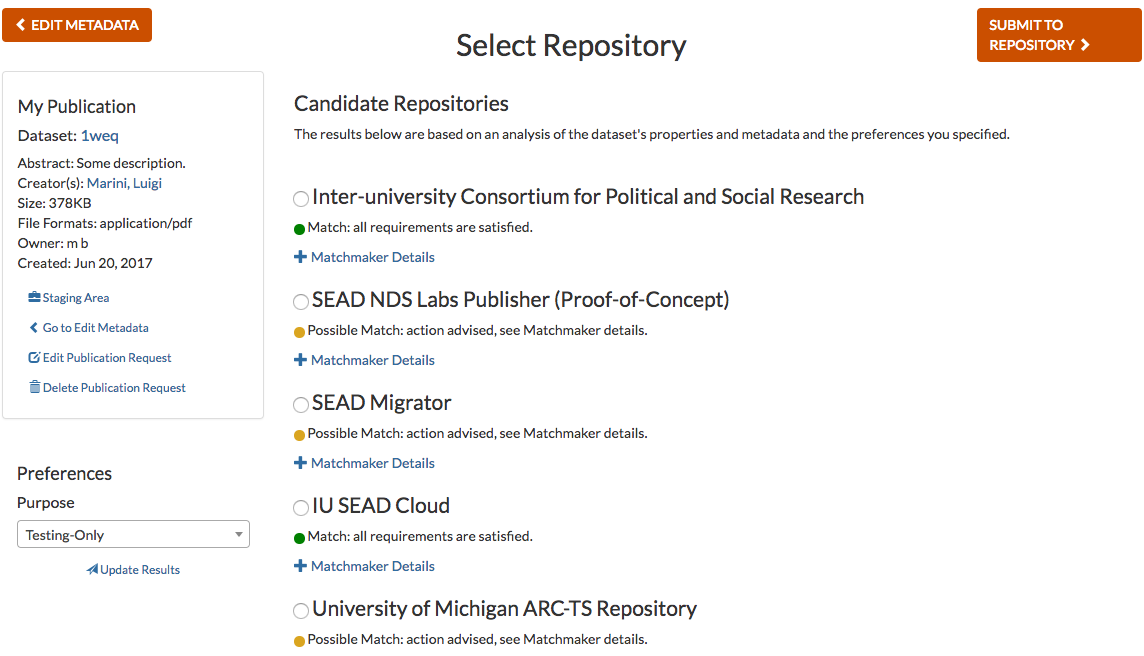 EDIT METADATA
Select Repository
SUBMIT TO
REPOSITORY
My Publication
Dataset: 1weq
Abstract: Some description.
Creator(s): Marini, Luigi
Size: 378KB
File Formats: application/pdf
Owner: m b
Created: Jun 20, 2017
Staging Area
Go to Edit Metadata
Edit Publication Request
Delete Publication Request
Preferences
Purpose
Testing-Only
Update Results
Candidate Repositories
The results below are based on an analysis of the dataset's properties and metadata and the preferences you specified.
Inter-university Consortium for Political and Social Research
Match: all requirements are satisfied.
Matchmaker Details
SEAD NDS Labs Publisher (Proof-of-Concept)
Possible Match: action advised, see Matchmaker details.
Matchmaker Details
SEAD Migrator
Possible Match: action advised, see Matchmaker details.
Matchmaker Details
IU SEAD Cloud
Match: all requirements are satisfied.
Matchmaker Details
University of Michigan ARC-TS Repository
Possible Match: action advised, see Matchmaker details.